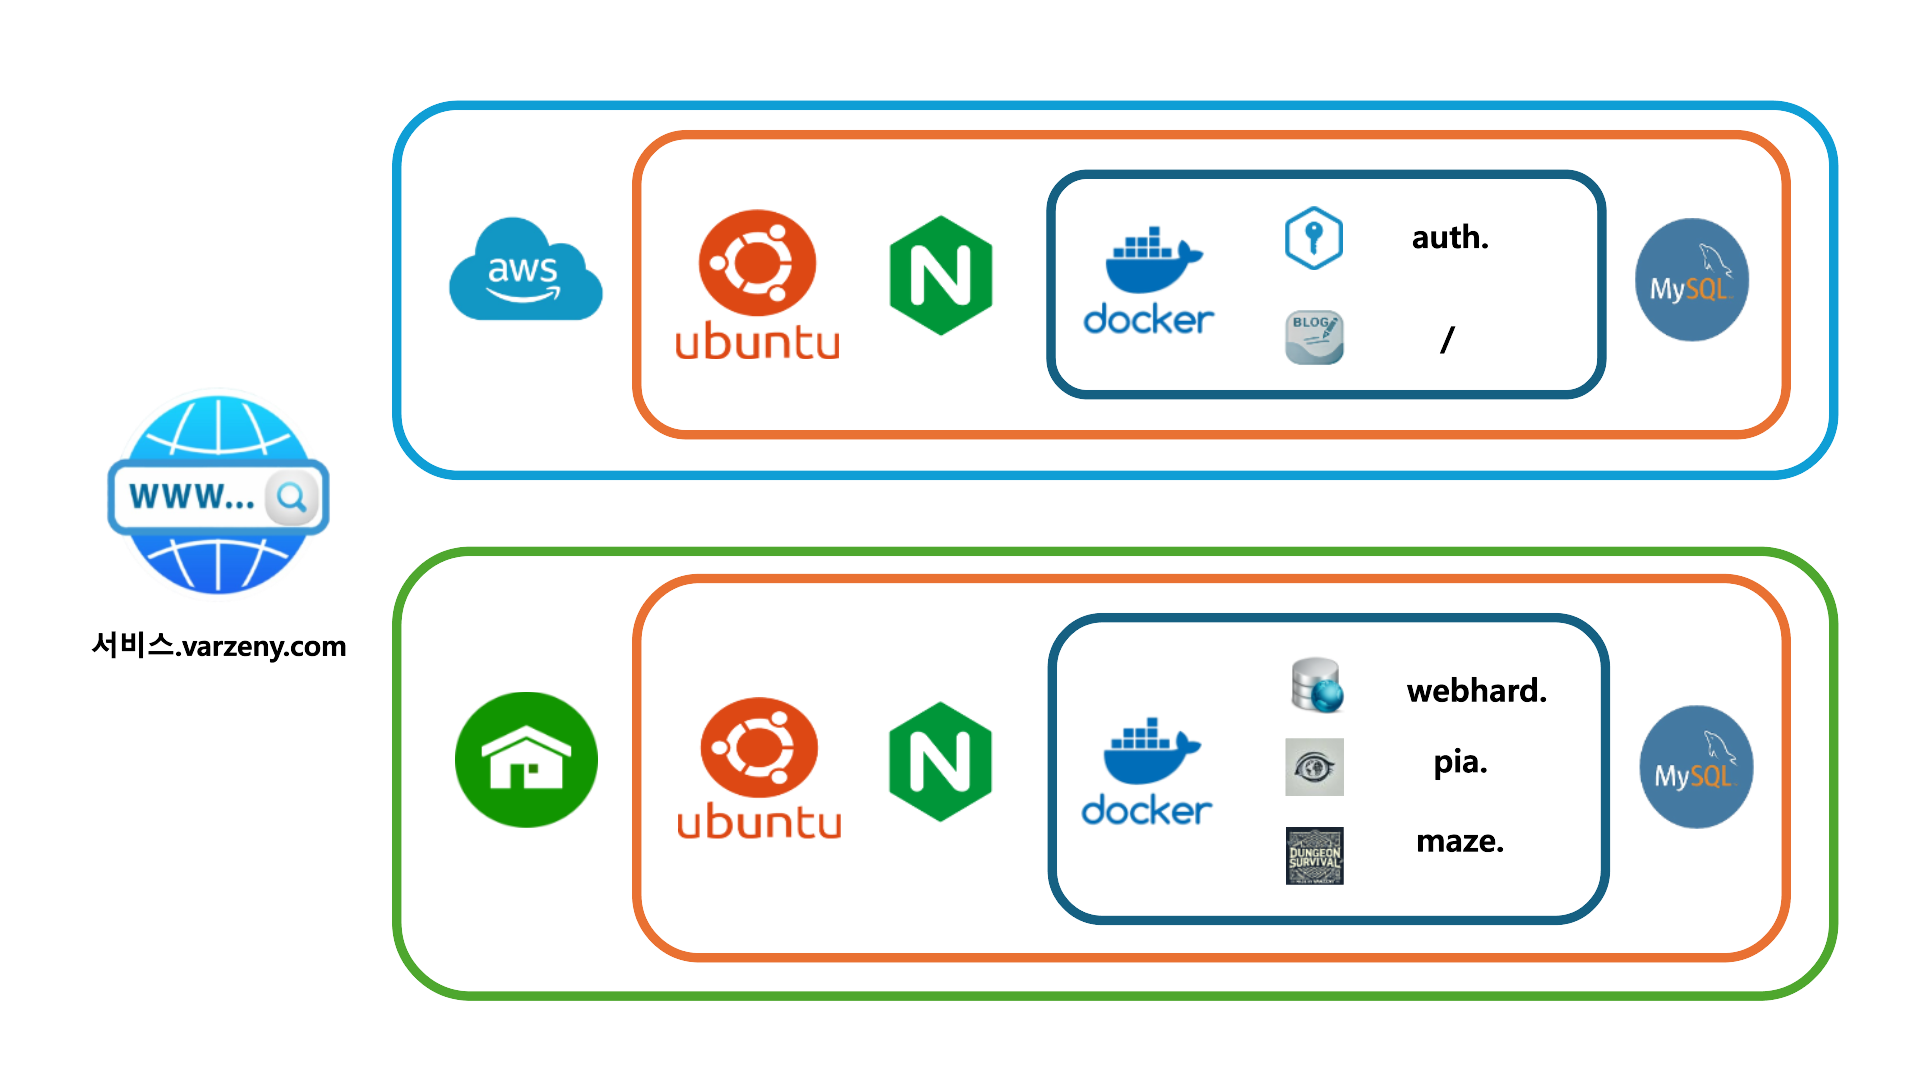 aws
ubuntu
N
docker
auth.
BLOG
/
MySQL
www...
서비스.varzeny.com
ubuntu
N
docker
webhard.
pia.
maze.
DUNGEON
SURVIVAL
MySQL